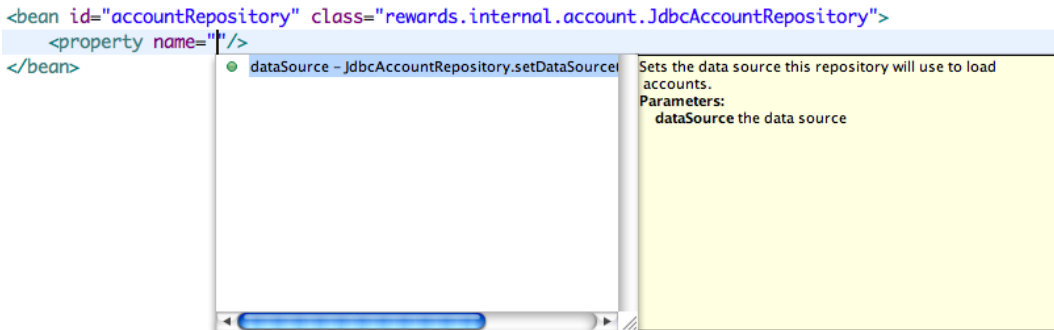 <bean id="accountRepository" class="rewards.internal.account.JdbcAccountRepository">
<property name=""/>
</bean>
dataSource – JdbcAccountRepository.setDataSource(
Sets the data source this repository will use to load
accounts.
Parameters:
dataSource the data source